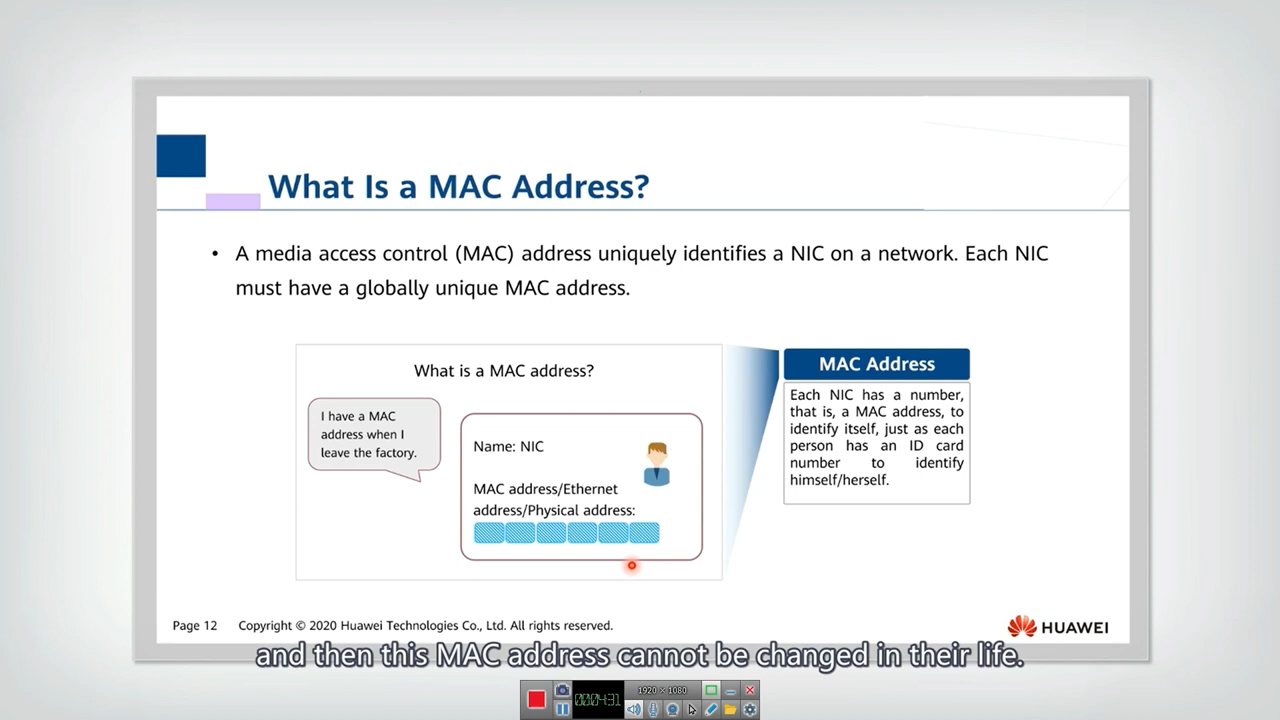 What Is a MAC Address?
• A media access control (MAC) address uniquely identifies a NIC on a network. Each NIC
must have a globally unique MAC address.
What is a MAC address?
I have a MAC
address when I
leave the factory.
Name: NIC
MAC address/Ethernet
address/Physical address:
MAC Address
Each NIC has a number,
that is, a MAC address, to
identify itself, just as each
person has an ID card
number to identify
himself/herself.
Page 12 Copyright © 2020 Huawei Technologies Co., Ltd. All rights reserved.
HUAWEI
and then this MAC address cannot be changed in their life.
000:04:31
1920 × 1080